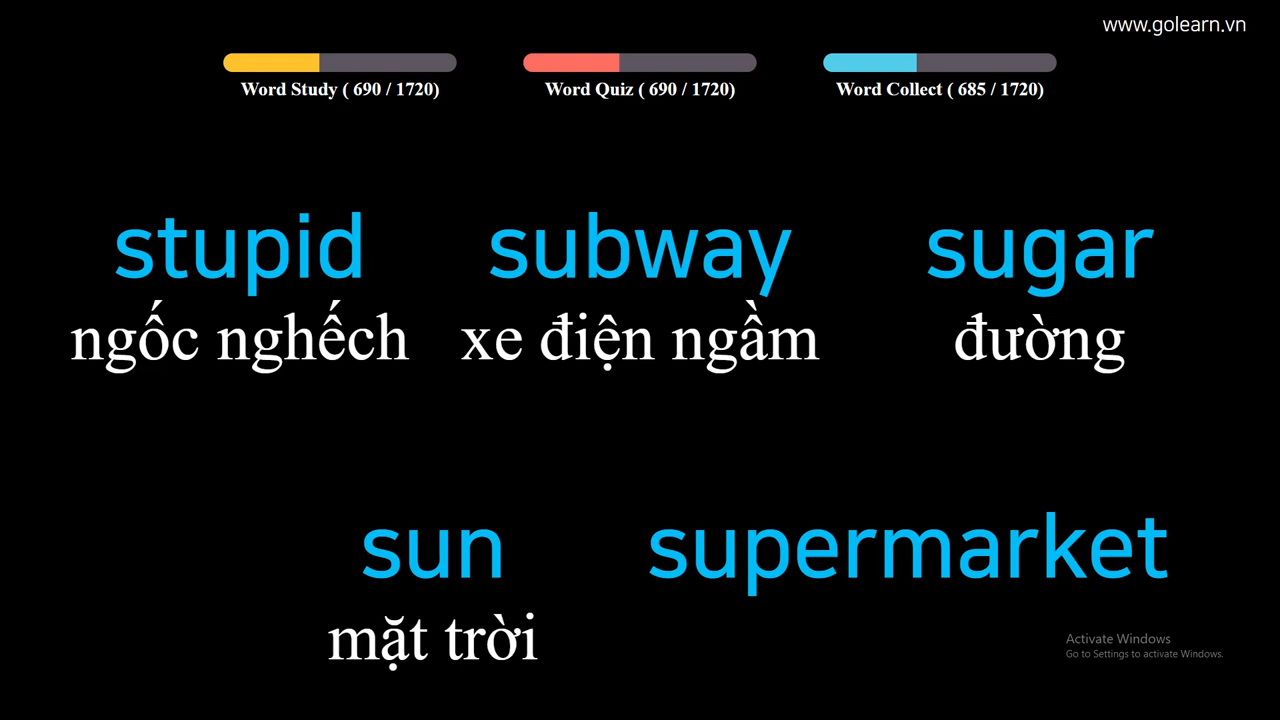 www.golearn.vn
Word Study ( 690 / 1720)
Word Quiz ( 690 / 1720)
Word Collect ( 685 / 1720)
stupid
ngốc nghếch
subway
xe điện ngầm
sugar
đường
sun
mặt trời
supermarket
Activate Windows
Go to Settings to activate Windows.